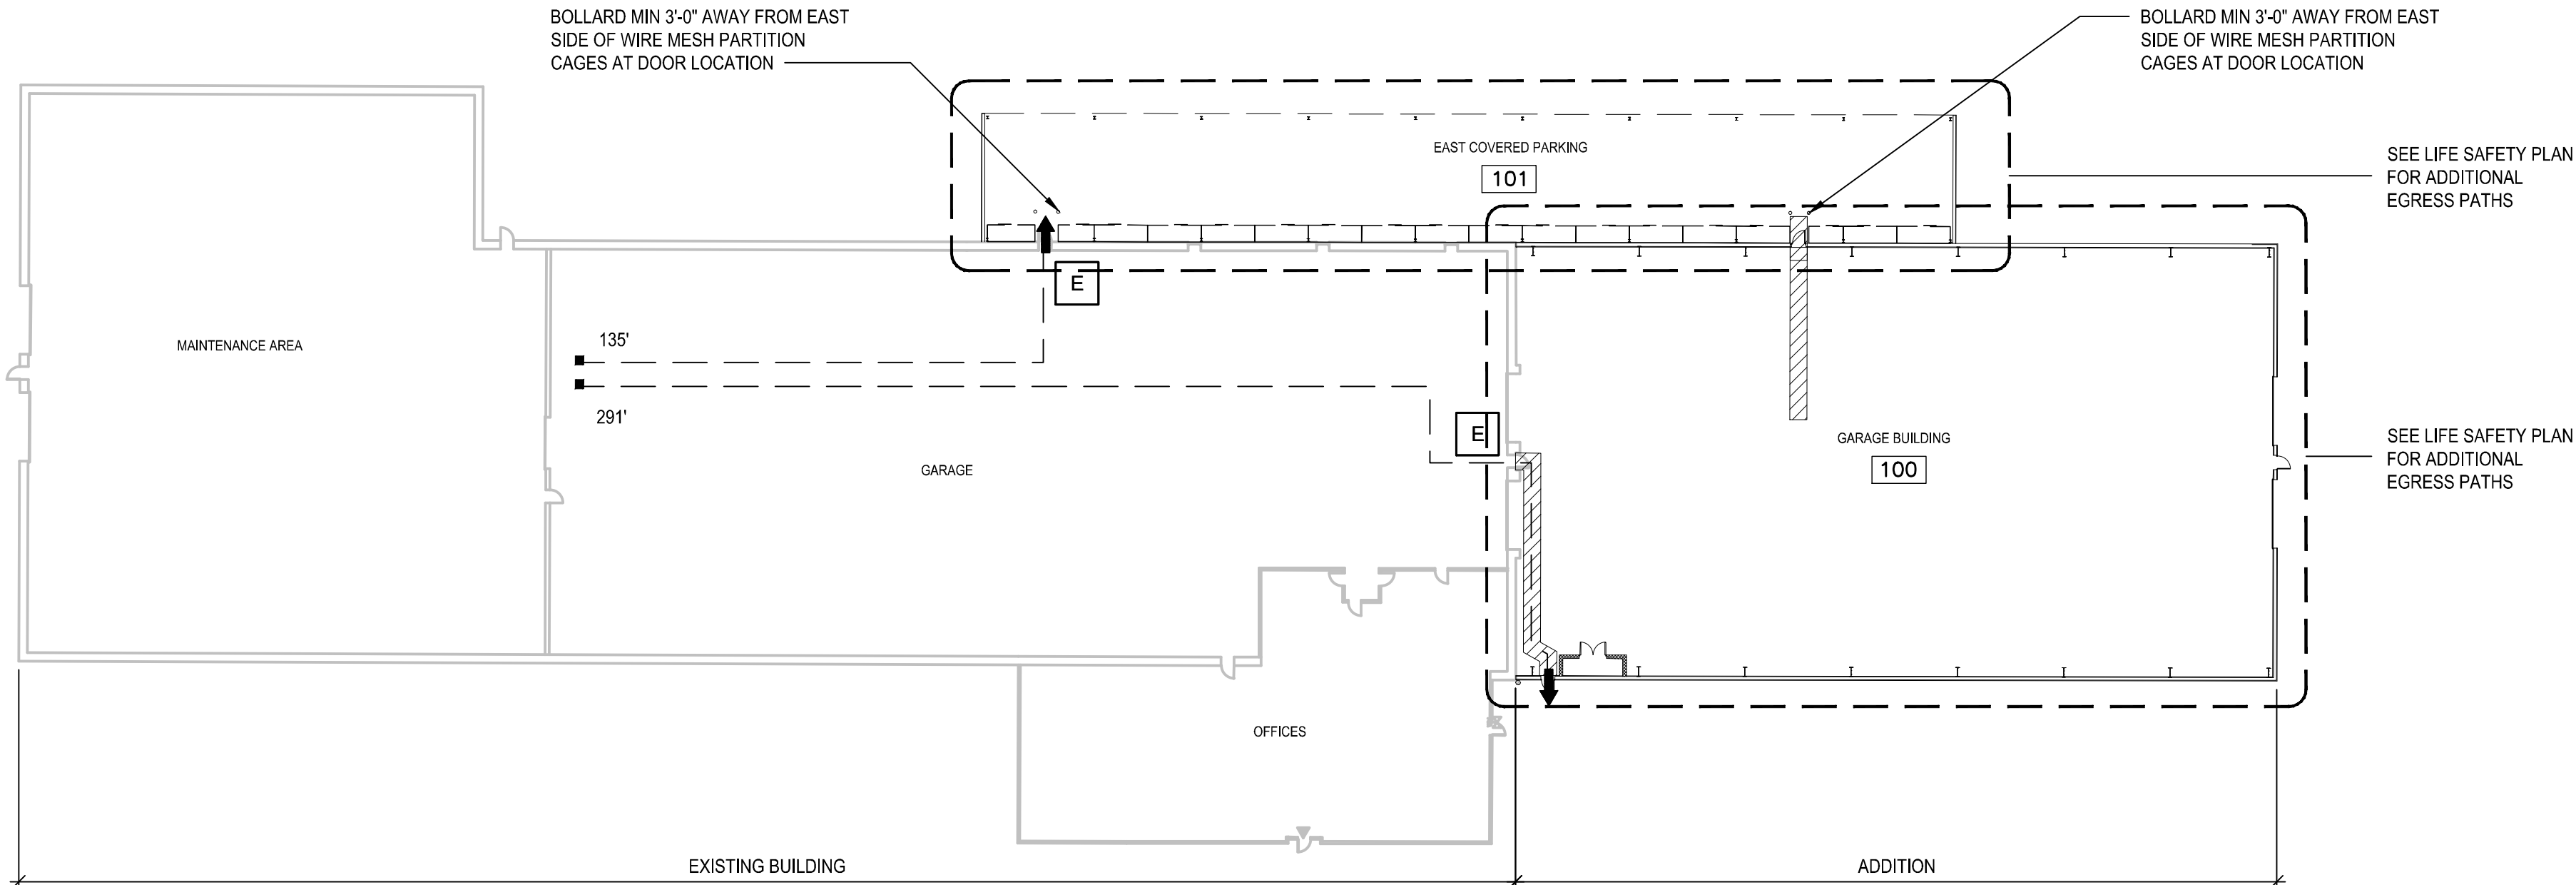 BOLLARD MIN 3'-0" AWAY FROM EAST
SIDE OF WIRE MESH PARTITION
CAGES AT DOOR LOCATION
BOLLARD MIN 3'-0" AWAY FROM EAST
SIDE OF WIRE MESH PARTITION
CAGES AT DOOR LOCATION
EAST COVERED PARKING
101
SEE LIFE SAFETY PLAN
FOR ADDITIONAL
EGRESS PATHS
E
MAINTENANCE AREA
135'
291'
E
GARAGE
GARAGE BUILDING
100
SEE LIFE SAFETY PLAN
FOR ADDITIONAL
EGRESS PATHS
OFFICES
EXISTING BUILDING
ADDITION